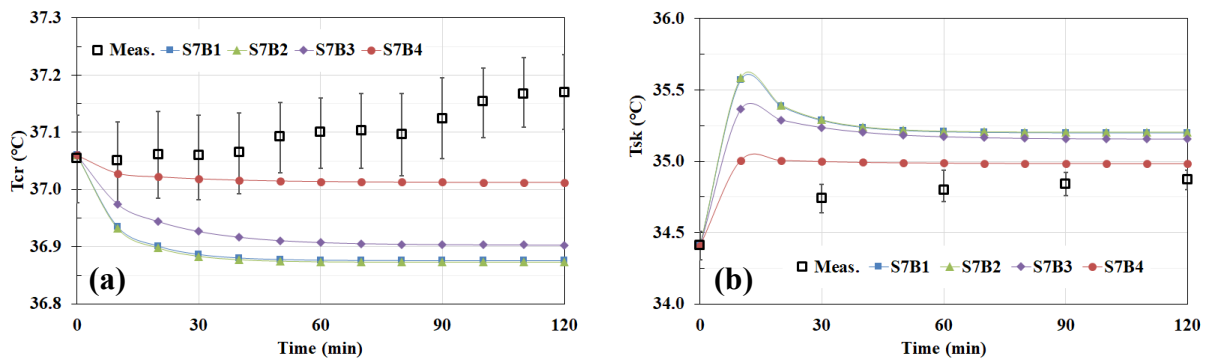 37.3
37.2
37.1
37.0
36.9
36.8
Tcr (°C)
Meas. S7B1 S7B2 S7B3 S7B4
(a)
0 30 60 90 120
Time (min)
36.0
35.5
35.0
34.5
34.0
Tsk (°C)
Meas. S7B1 S7B2 S7B3 S7B4
(b)
0 30 60 90 120
Time (min)